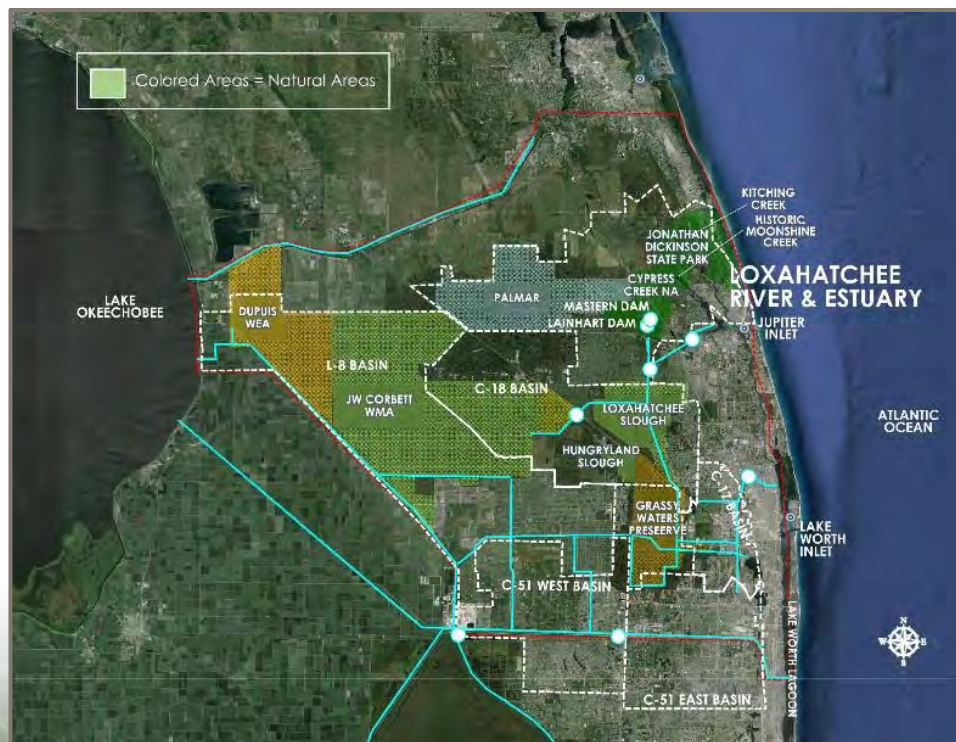 Colored Areas = Natural Areas
KITCHING
CREEK
HISTORIC
MOONSHINE
CREEK
JONATHAN
DICKINSON
STATE PARK
CYPRESS
CREEK NA
LOXAHATCHEE
RIVER & ESTUARY
LAKE
OKEECHOBEE
DUPUIS
WEA
PALMAR
MASTERN DAM
LAINHART DAM
JUPITER
INLET
L-8 BASIN
JW CORBETT
WMA
C-18 BASIN
LOXAHATCHEE
SLOUGH
ATLANTIC
OCEAN
HUNGRYLAND
SLOUGH
C-17 BASIN
GRASSY
WATERS
PRESERVE
LAKE
WORTH
INLET
C-51 WEST BASIN
LAKE WORTH LAGOON
N
W E
S
C-51 EAST BASIN